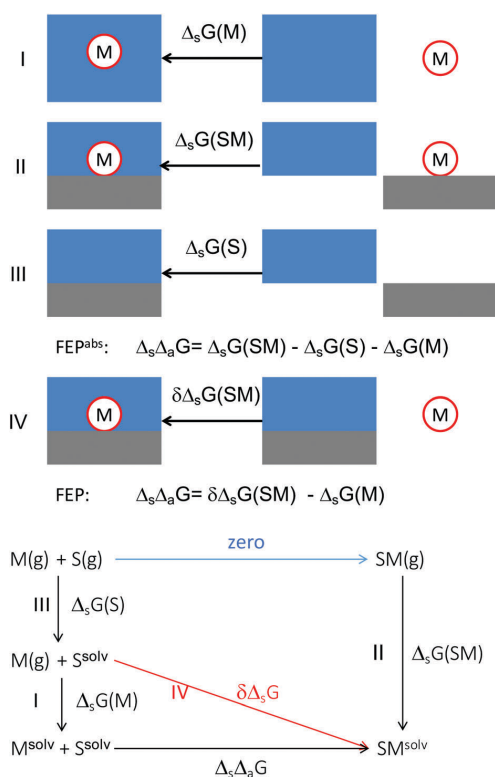 I M ΔₛG(M) M
II M ΔₛG(SM) M
III ΔₛG(S)
FEPᵃᵇˢ: ΔₛΔₐG= ΔₛG(SM) - ΔₛG(S) - ΔₛG(M)
IV M δΔₛG(SM) M
FEP: ΔₛΔₐG= δΔₛG(SM) - ΔₛG(M)
M(g) + S(g) zero SM(g)
III ΔₛG(S)
M(g) + Sˢᵒˡᵛ II ΔₛG(SM)
I ΔₛG(M) IV δΔₛG
Mˢᵒˡᵛ + Sˢᵒˡᵛ SMˢᵒˡᵛ
ΔₛΔₐG